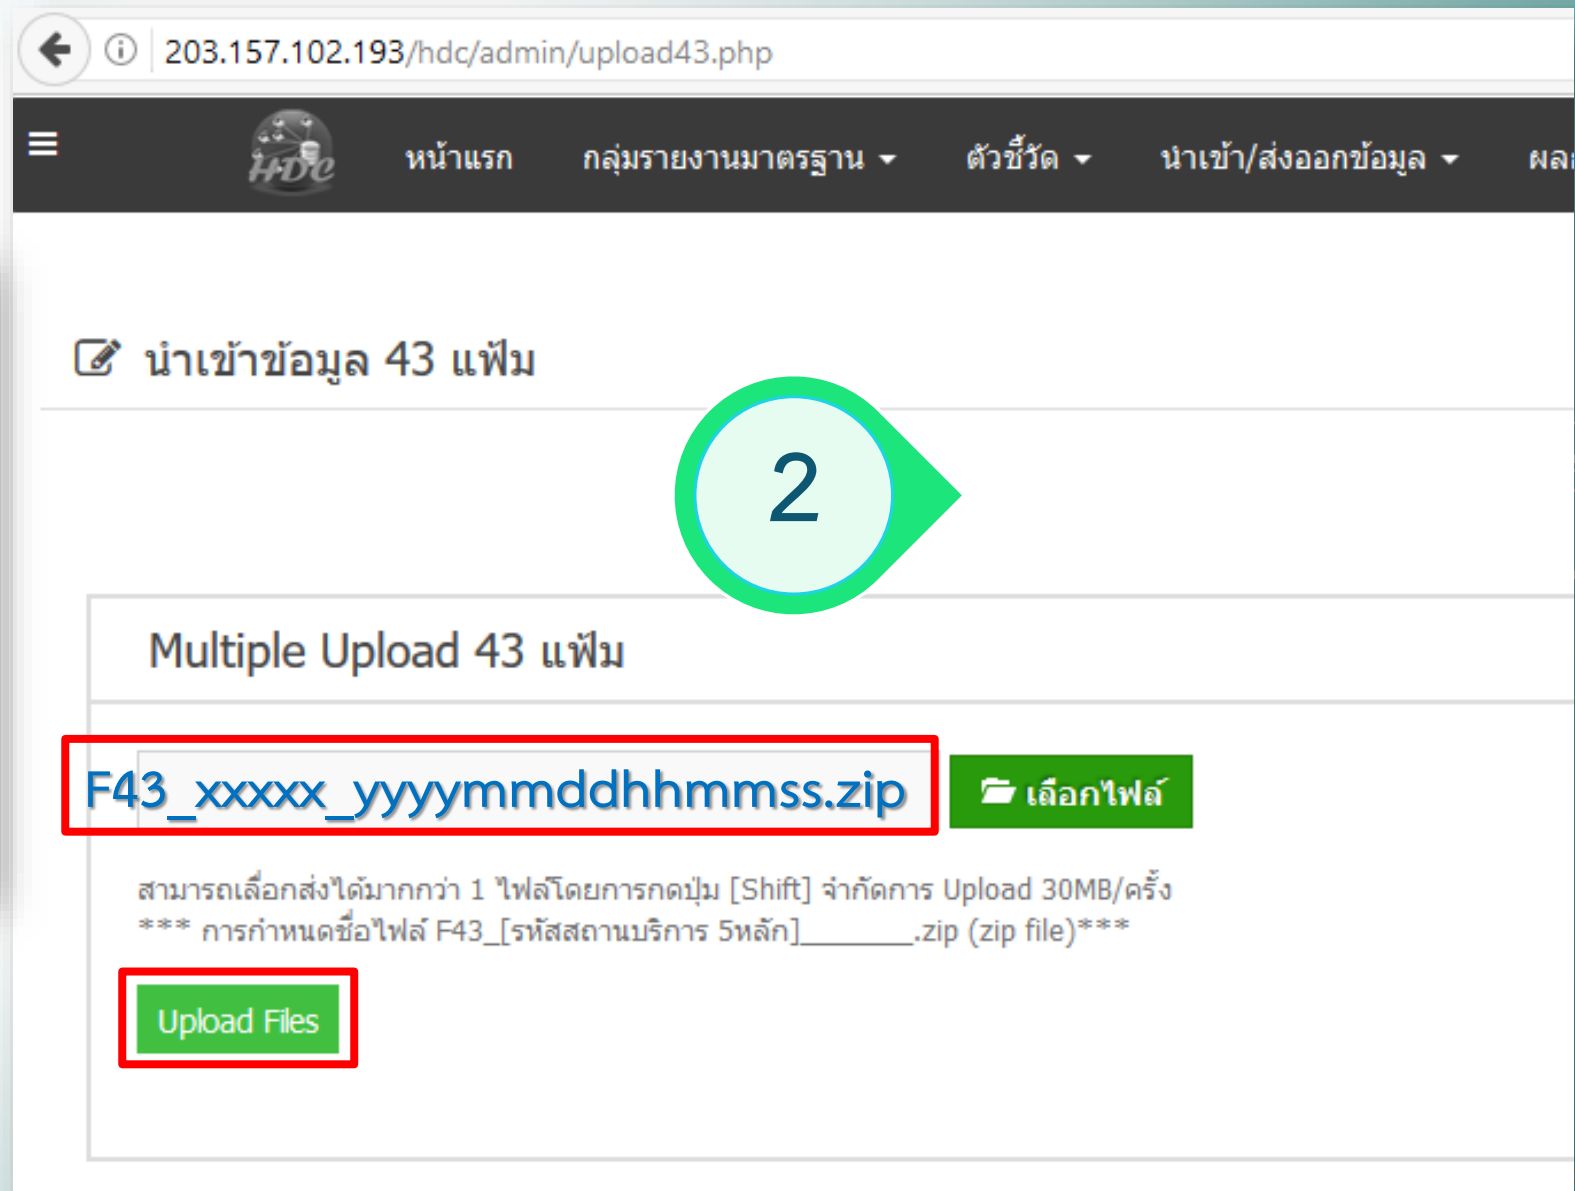 203.157.102.193/hdc/admin/upload43.php
HDC หน้าแรก กลุ่มรายงานมาตรฐาน ตัวชี้วัด นำเข้า/ส่งออกข้อมูล
นำเข้าข้อมูล 43 แฟ้ม
2
Multiple Upload 43 แฟ้ม
F43_xxxxx_yyyymmddhhmmss.zip เลือกไฟล์
สามารถเลื่อกส่งได้มากกว่า 1 ไฟล์โดยการกดปุ่ม [Shift] จำกัดการ Upload 30MB/ครั้ง
*** การกำหนดชื่อไฟล์ F43_[รหัสสถานบริการ 5หลัก]_______.zip (zip file)***
Upload Files